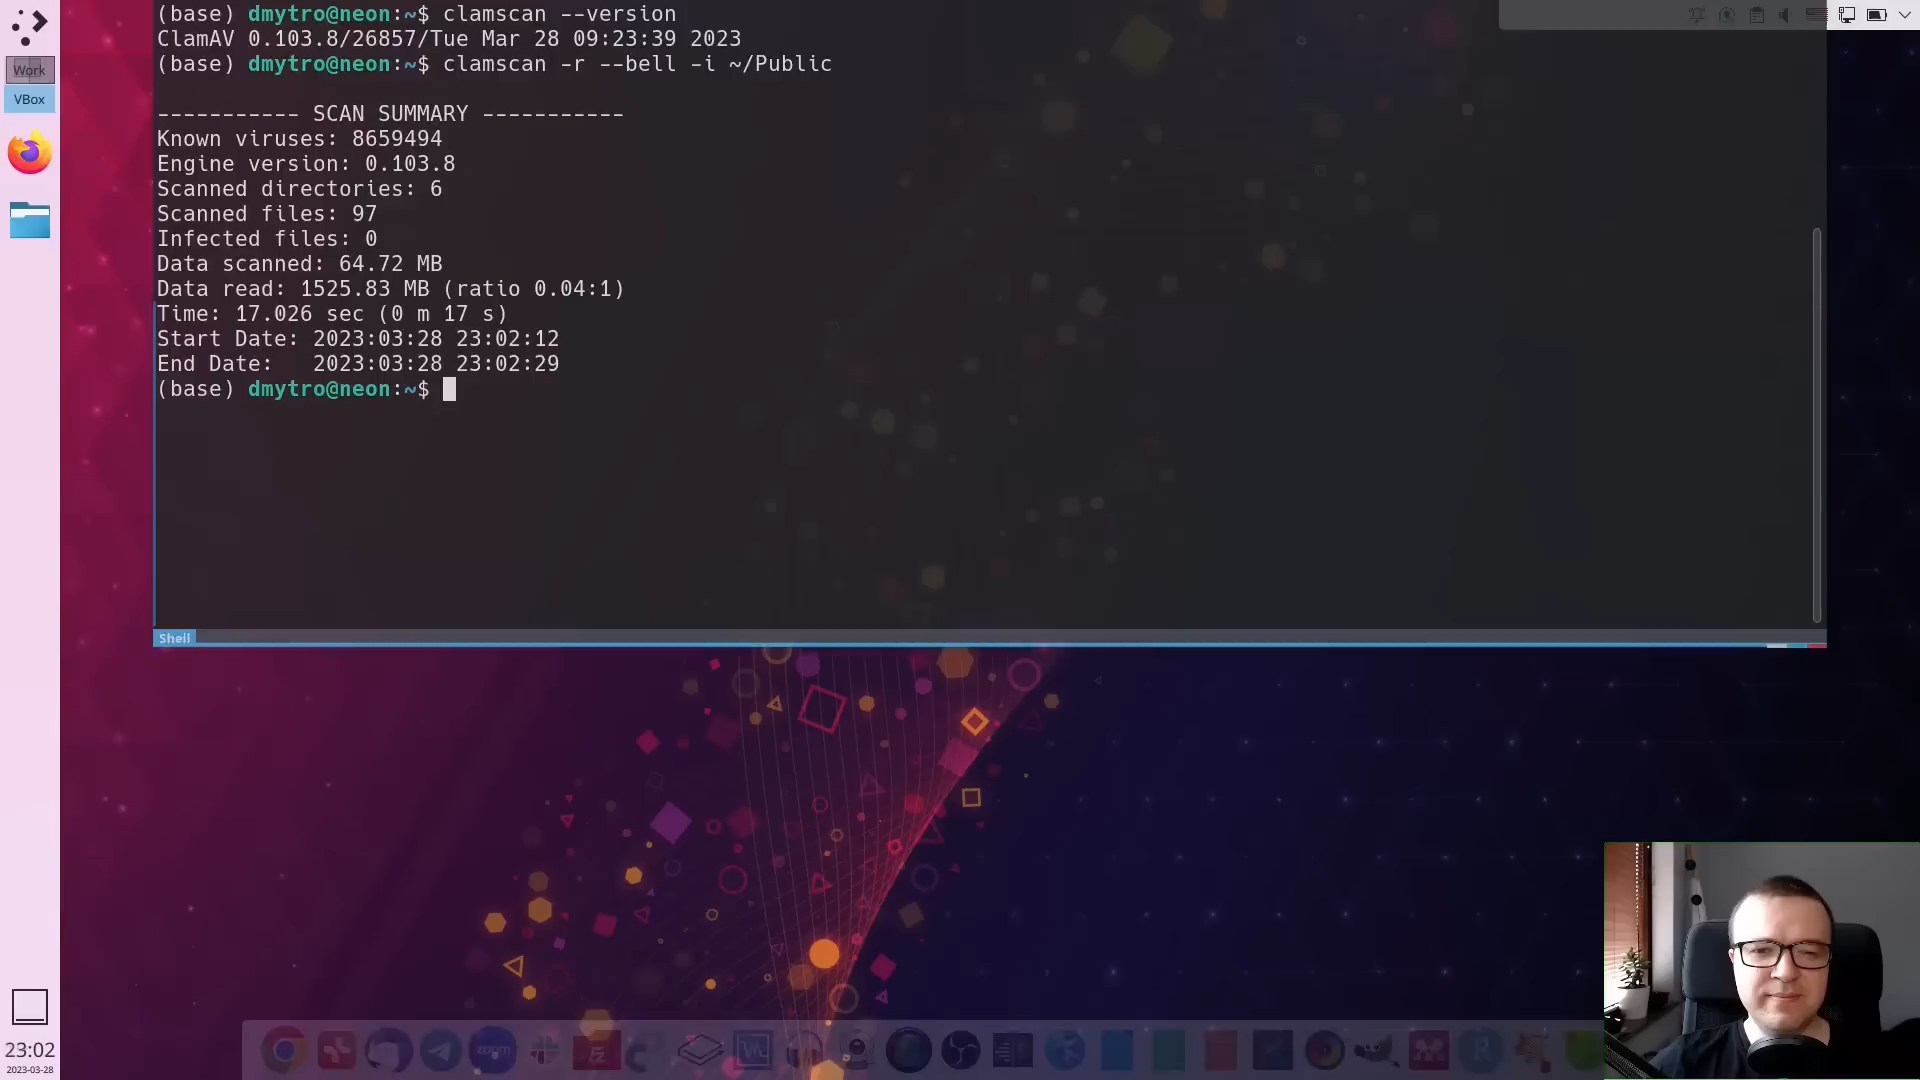 (base) dmytro@neon:~$ clamscan --version
ClamAV 0.103.8/26857/Tue Mar 28 09:23:39 2023
(base) dmytro@neon:~$ clamscan -r --bell -i ~/Public
----------- SCAN SUMMARY -----------
Known viruses: 8659494
Engine version: 0.103.8
Scanned directories: 6
Scanned files: 97
Infected files: 0
Data scanned: 64.72 MB
Data read: 1525.83 MB (ratio 0.04:1)
Time: 17.026 sec (0 m 17 s)
Start Date: 2023:03:28 23:02:12
End Date:   2023:03:28 23:02:29
(base) dmytro@neon:~$
Work
VBox
Shell
zoom
Fz
R
23:02
2023-03-28